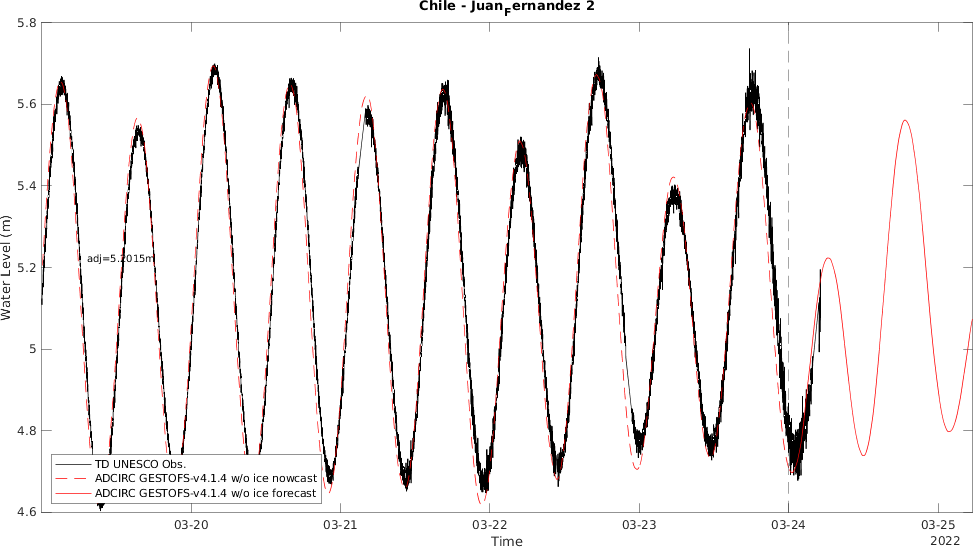 Chile - Juan_Fernandez 2
5.8
5.6
5.4
5.2
5
4.8
4.6
Water Level (m)
adj=5.2015m
TD UNESCO Obs.
ADCIRC GESTOFS-v4.1.4 w/o ice nowcast
ADCIRC GESTOFS-v4.1.4 w/o ice forecast
03-20
03-21
03-22
03-23
03-24
03-25
Time
2022